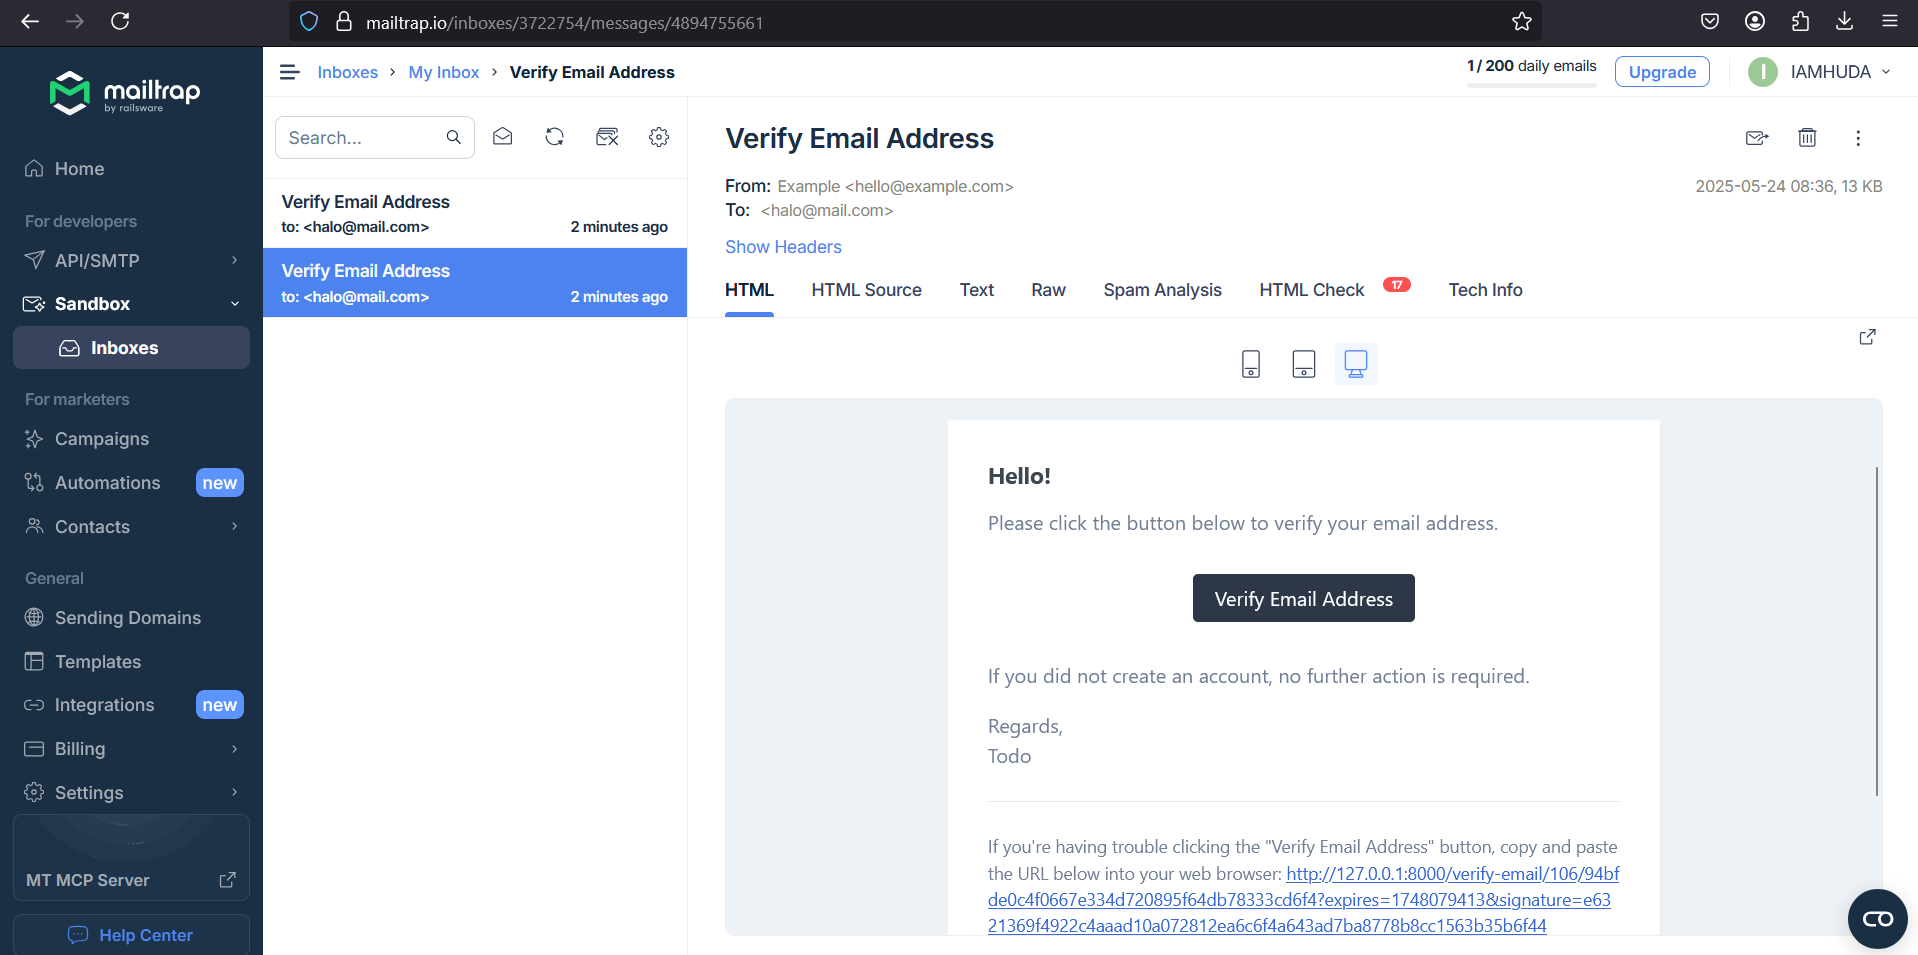 mailtrap.io/inboxes/3722754/messages/4894755661
mailtrap
by railsware
Home
For developers
API/SMTP
Sandbox
Inboxes
For marketers
Campaigns
Automations new
Contacts
General
Sending Domains
Templates
Integrations new
Billing
Settings
MT MCP Server
Help Center
Inboxes › My Inbox › Verify Email Address
1 / 200 daily emails
Upgrade
I
IAMHUDA
Search...
Verify Email Address
to: <halo@mail.com> 2 minutes ago
Verify Email Address
to: <halo@mail.com> 2 minutes ago
Verify Email Address
From: Example <hello@example.com>
2025-05-24 08:36, 13 KB
To: <halo@mail.com>
Show Headers
HTML HTML Source Text Raw Spam Analysis HTML Check 17 Tech Info
Hello!
Please click the button below to verify your email address.
Verify Email Address
If you did not create an account, no further action is required.
Regards,
Todo
If you're having trouble clicking the "Verify Email Address" button, copy and paste
the URL below into your web browser: http://127.0.0.1:8000/verify-email/106/94bf
de0c4f0667e334d720895f64db78333cd6f4?expires=1748079413&signature=e63
21369f4922c4aaad10a072812ea6c6f4a643ad7ba8778b8cc1563b35b6f44